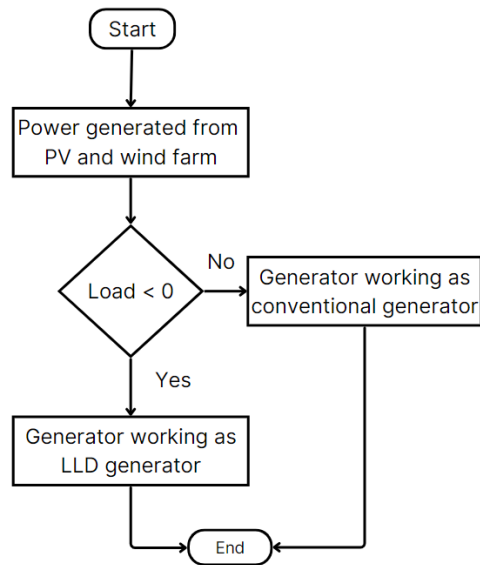 Start
Power generated from
PV and wind farm
Load < 0
No
Generator working as
conventional generator
Yes
Generator working as
LLD generator
End